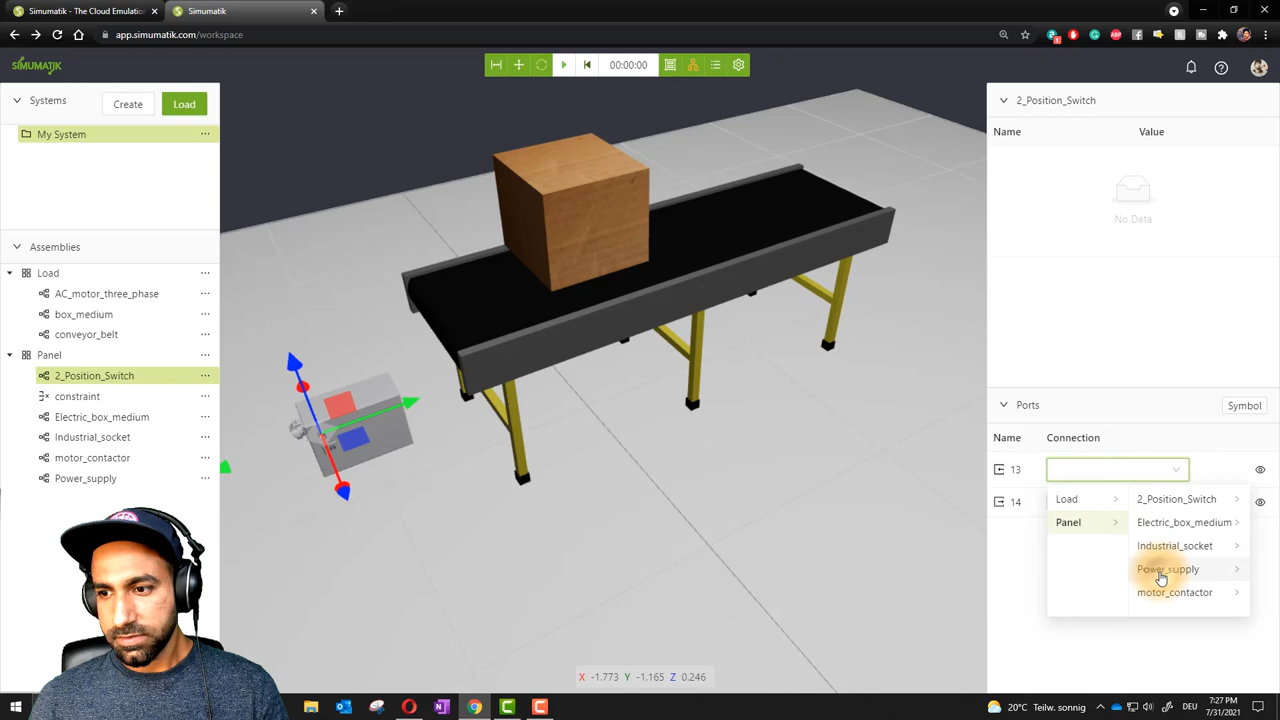 Simumatik - The Cloud Emulatio
Simumatik
app.simumatik.com/workspace
SIMUMATIK
00:00:00
Systems
Create
Load
My System
Assemblies
Load
AC_motor_three_phase
box_medium
conveyor_belt
Panel
2_Position_Switch
constraint
Electric_box_medium
Industrial_socket
motor_contactor
Power_supply
2_Position_Switch
Name
Value
No Data
Ports
Symbol
Name
Connection
13
14
Load
Panel
2_Position_Switch
Electric_box_medium
Industrial_socket
Power_supply
motor_contactor
X -1.773 Y -1.165 Z 0.246
20°C Teilw. sonnig
DEU
7:27 PM
7/31/2021